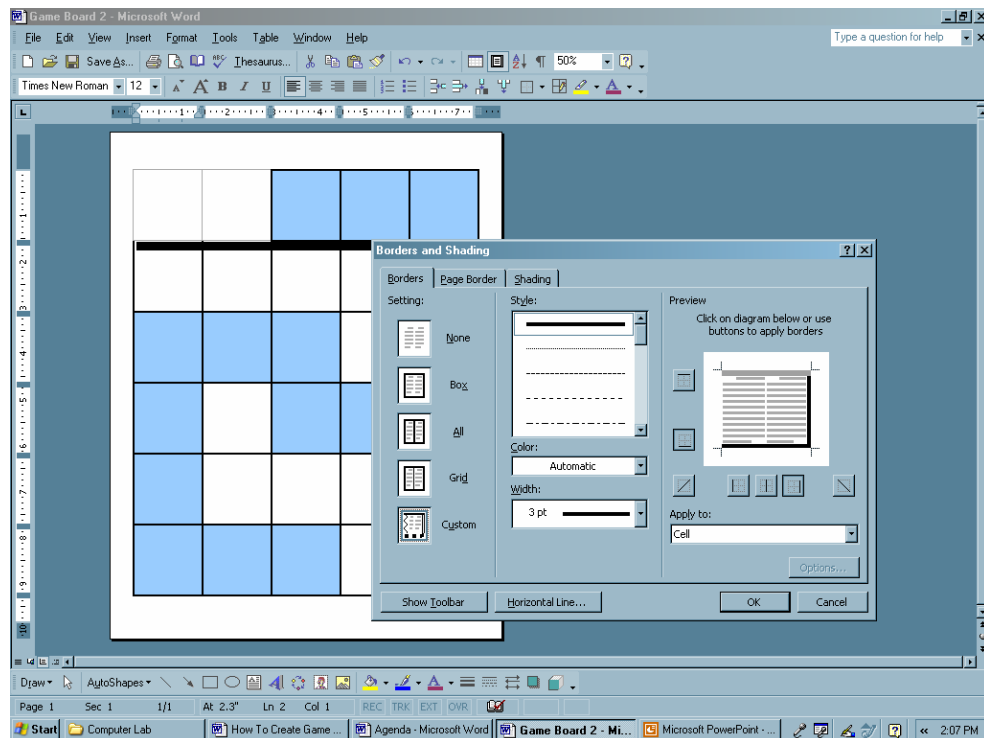 Game Board 2 - Microsoft Word
File Edit View Insert Format Tools Table Window Help Type a question for help
Save As... Thesaurus... 50%
Times New Roman 12 B I U
1 2 4 5 7
Borders and Shading
Borders Page Border Shading
Setting:
None
Box
All
Grid
Custom
Style:
Color:
Automatic
Width:
3 pt
Preview
Click on diagram below or use
buttons to apply borders
Apply to:
Cell
Options...
Show Toolbar Horizontal Line... OK Cancel
Draw AutoShapes
Page 1 Sec 1 1/1 At 2.3" Ln 2 Col 1 REC TRK EXT OVR
Start Computer Lab How To Create Game ... Agenda - Microsoft Word Game Board 2 - Mi... Microsoft PowerPoint - ... « 2:07 PM